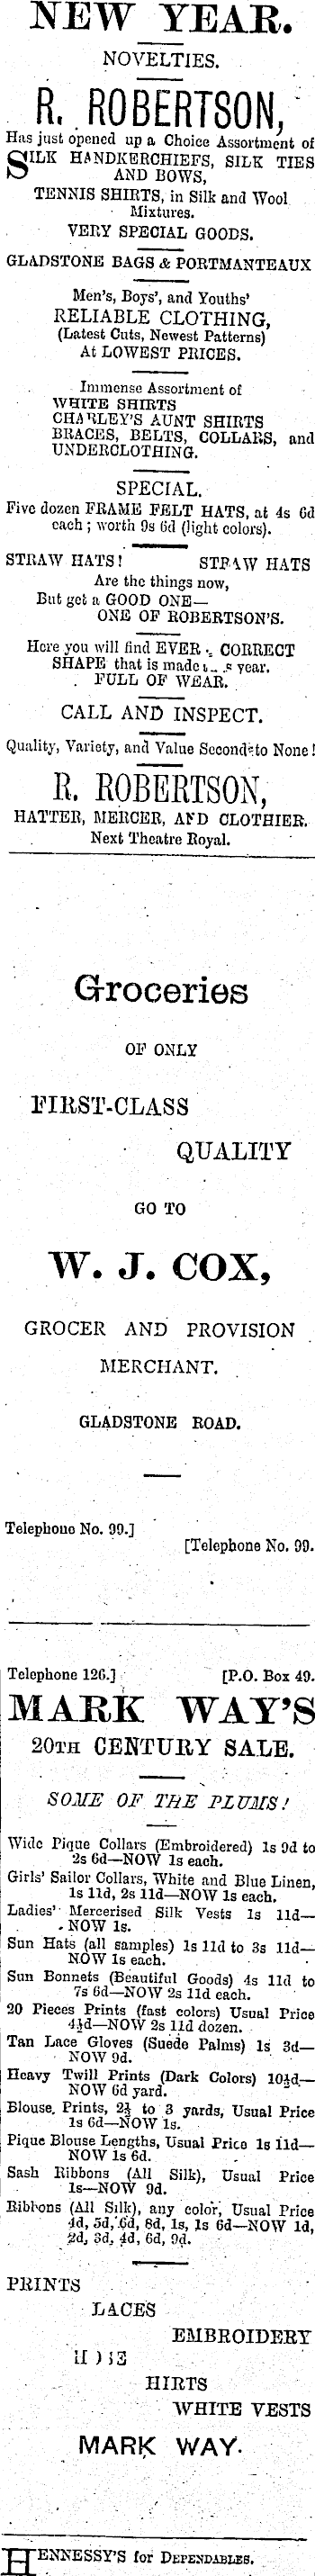 NEW YEAR.
NOVELTIES.
R. ROBERTSON,
Has just opened up a Choice Assortment of
SILK HANDKERCHIEFS, SILK TIES
AND BOWS,
TENNIS SHIRTS, in Silk and Wool
Mixtures.
VERY SPECIAL GOODS.
GLADSTONE BAGS & PORTMANTEAUX
Men's, Boys', and Youths'
RELIABLE CLOTHING,
(Latest Cuts, Newest Patterns)
At LOWEST PRICES.
Immense Assortment of
WHITE SHIRTS
CHARLEY'S AUNT SHIRTS
BRACES, BELTS, COLLARS, and
UNDERCLOTHING.
SPECIAL.
Five dozen FRAME FELT HATS, at 4s 6d
each; worth 9s 6d (light colors).
STRAW HATS! STRAW HATS
Are the things now,
But get a GOOD ONE—
ONE OF ROBERTSON'S.
Here you will find EVER CORRECT
SHAPE that is made year.
FULL OF WEAR.
CALL AND INSPECT.
Quality, Variety, and Value Second to None!
R. ROBERTSON,
HATTER, MERCER, AND CLOTHIER.
Next Theatre Royal.
Groceries
OF ONLY
FIRST-CLASS
QUALITY
GO TO
W. J. COX,
GROCER AND PROVISION
MERCHANT.
GLADSTONE ROAD.
Telephone No. 99.]
[Telephone No. 99.
Telephone 126.] [P.O. Box 49.
MARK WAY'S
20TH CENTURY SALE.
SOME OF THE PLUMS!
Wide Pique Collars (Embroidered) 1s 9d to
2s 6d—NOW 1s each.
Girls' Sailor Collars, White and Blue Linen,
1s 11d, 2s 11d—NOW 1s each.
Ladies' Mercerised Silk Vests 1s 11d—
NOW 1s.
Sun Hats (all samples) 1s 11d to 3s 11d—
NOW 1s each.
Sun Bonnets (Beautiful Goods) 4s 11d to
7s 6d—NOW 2s 11d each.
20 Pieces Prints (fast colors) Usual Price
4½d—NOW 2s 11d dozen.
Tan Lace Gloves (Suede Palms) 1s 3d—
NOW 9d.
Heavy Twill Prints (Dark Colors) 10½d—
NOW 6d yard.
Blouse Prints, 2½ to 3 yards, Usual Price
1s 6d—NOW 1s.
Pique Blouse Lengths, Usual Price 1s 11d—
NOW 1s 6d.
Sash Ribbons (All Silk), Usual Price
1s—NOW 9d.
Ribbons (All Silk), any color, Usual Price
4d, 5d, 6d, 8d, 1s, 1s 6d—NOW 1d,
2d, 3d, 4d, 6d, 9d.
PRINTS
LACES
EMBROIDERY
HIRTS
WHITE VESTS
MARK WAY.
HENNESSY'S for DEPENDABLES.